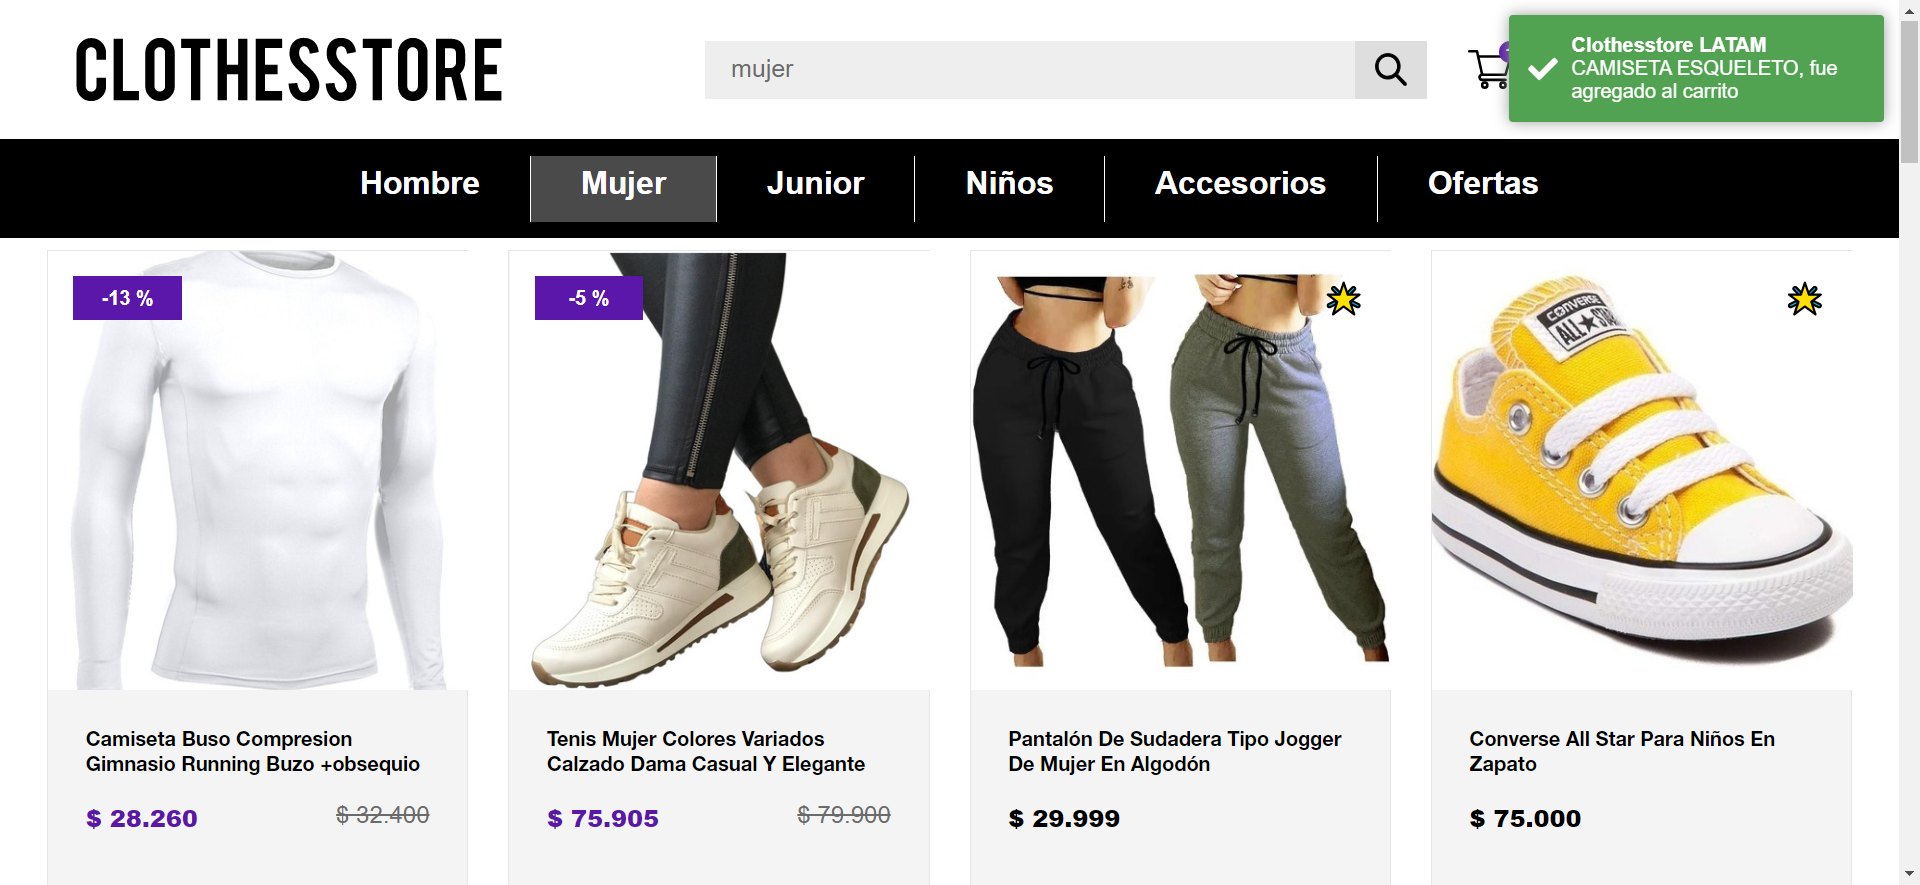 CLOTHESSTORE
mujer
Clothesstore LATAM
CAMISETA ESQUELETO, fue
agregado al carrito
Hombre
Mujer
Junior
Niños
Accesorios
Ofertas
-13 %
-5 %
CONVERSE
ALL STAR
Camiseta Buso Compresion
Gimnasio Running Buzo +obsequio
$ 28.260
$ 32.400
Tenis Mujer Colores Variados
Calzado Dama Casual Y Elegante
$ 75.905
$ 79.900
Pantalón De Sudadera Tipo Jogger
De Mujer En Algodón
$ 29.999
Converse All Star Para Niños En
Zapato
$ 75.000